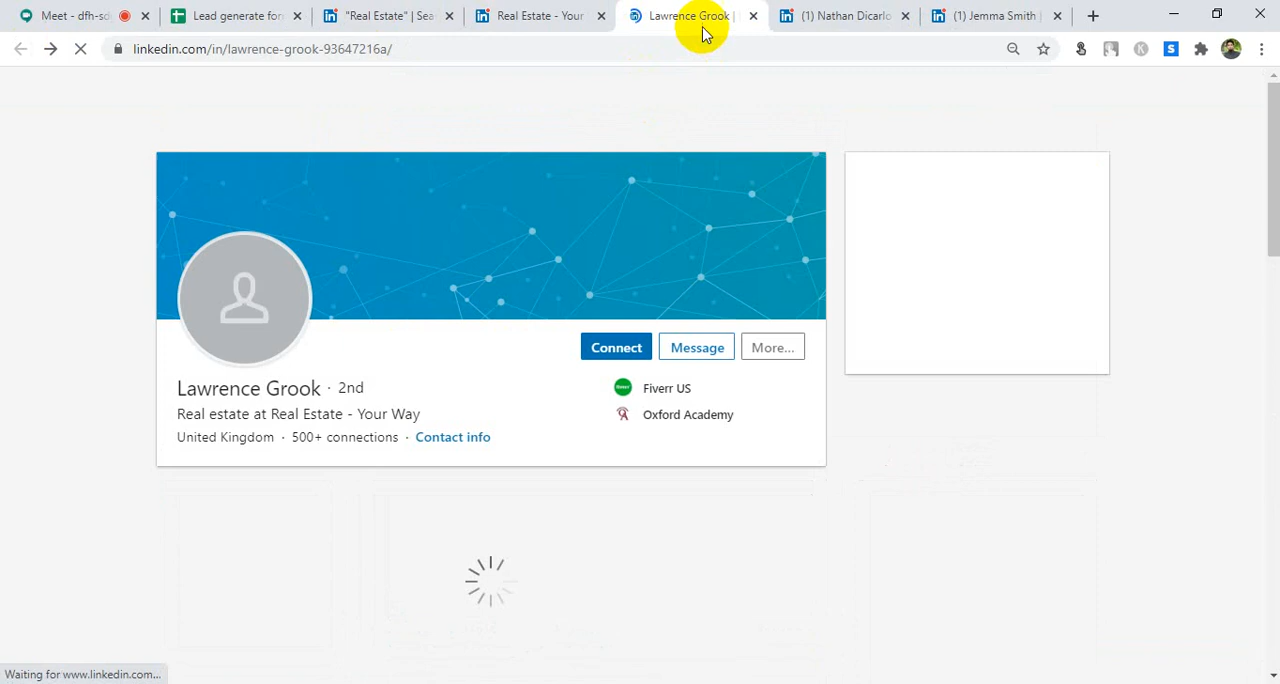 Meet - dfh-sd
Lead generate for
"Real Estate" | Sea
Real Estate - Your
Lawrence Grook |
(1) Nathan Dicarlo
(1) Jemma Smith |
linkedin.com/in/lawrence-grook-93647216a/
Connect
Message
More...
Lawrence Grook · 2nd
Fiverr US
Real estate at Real Estate - Your Way
Oxford Academy
United Kingdom · 500+ connections · Contact info
Waiting for www.linkedin.com...